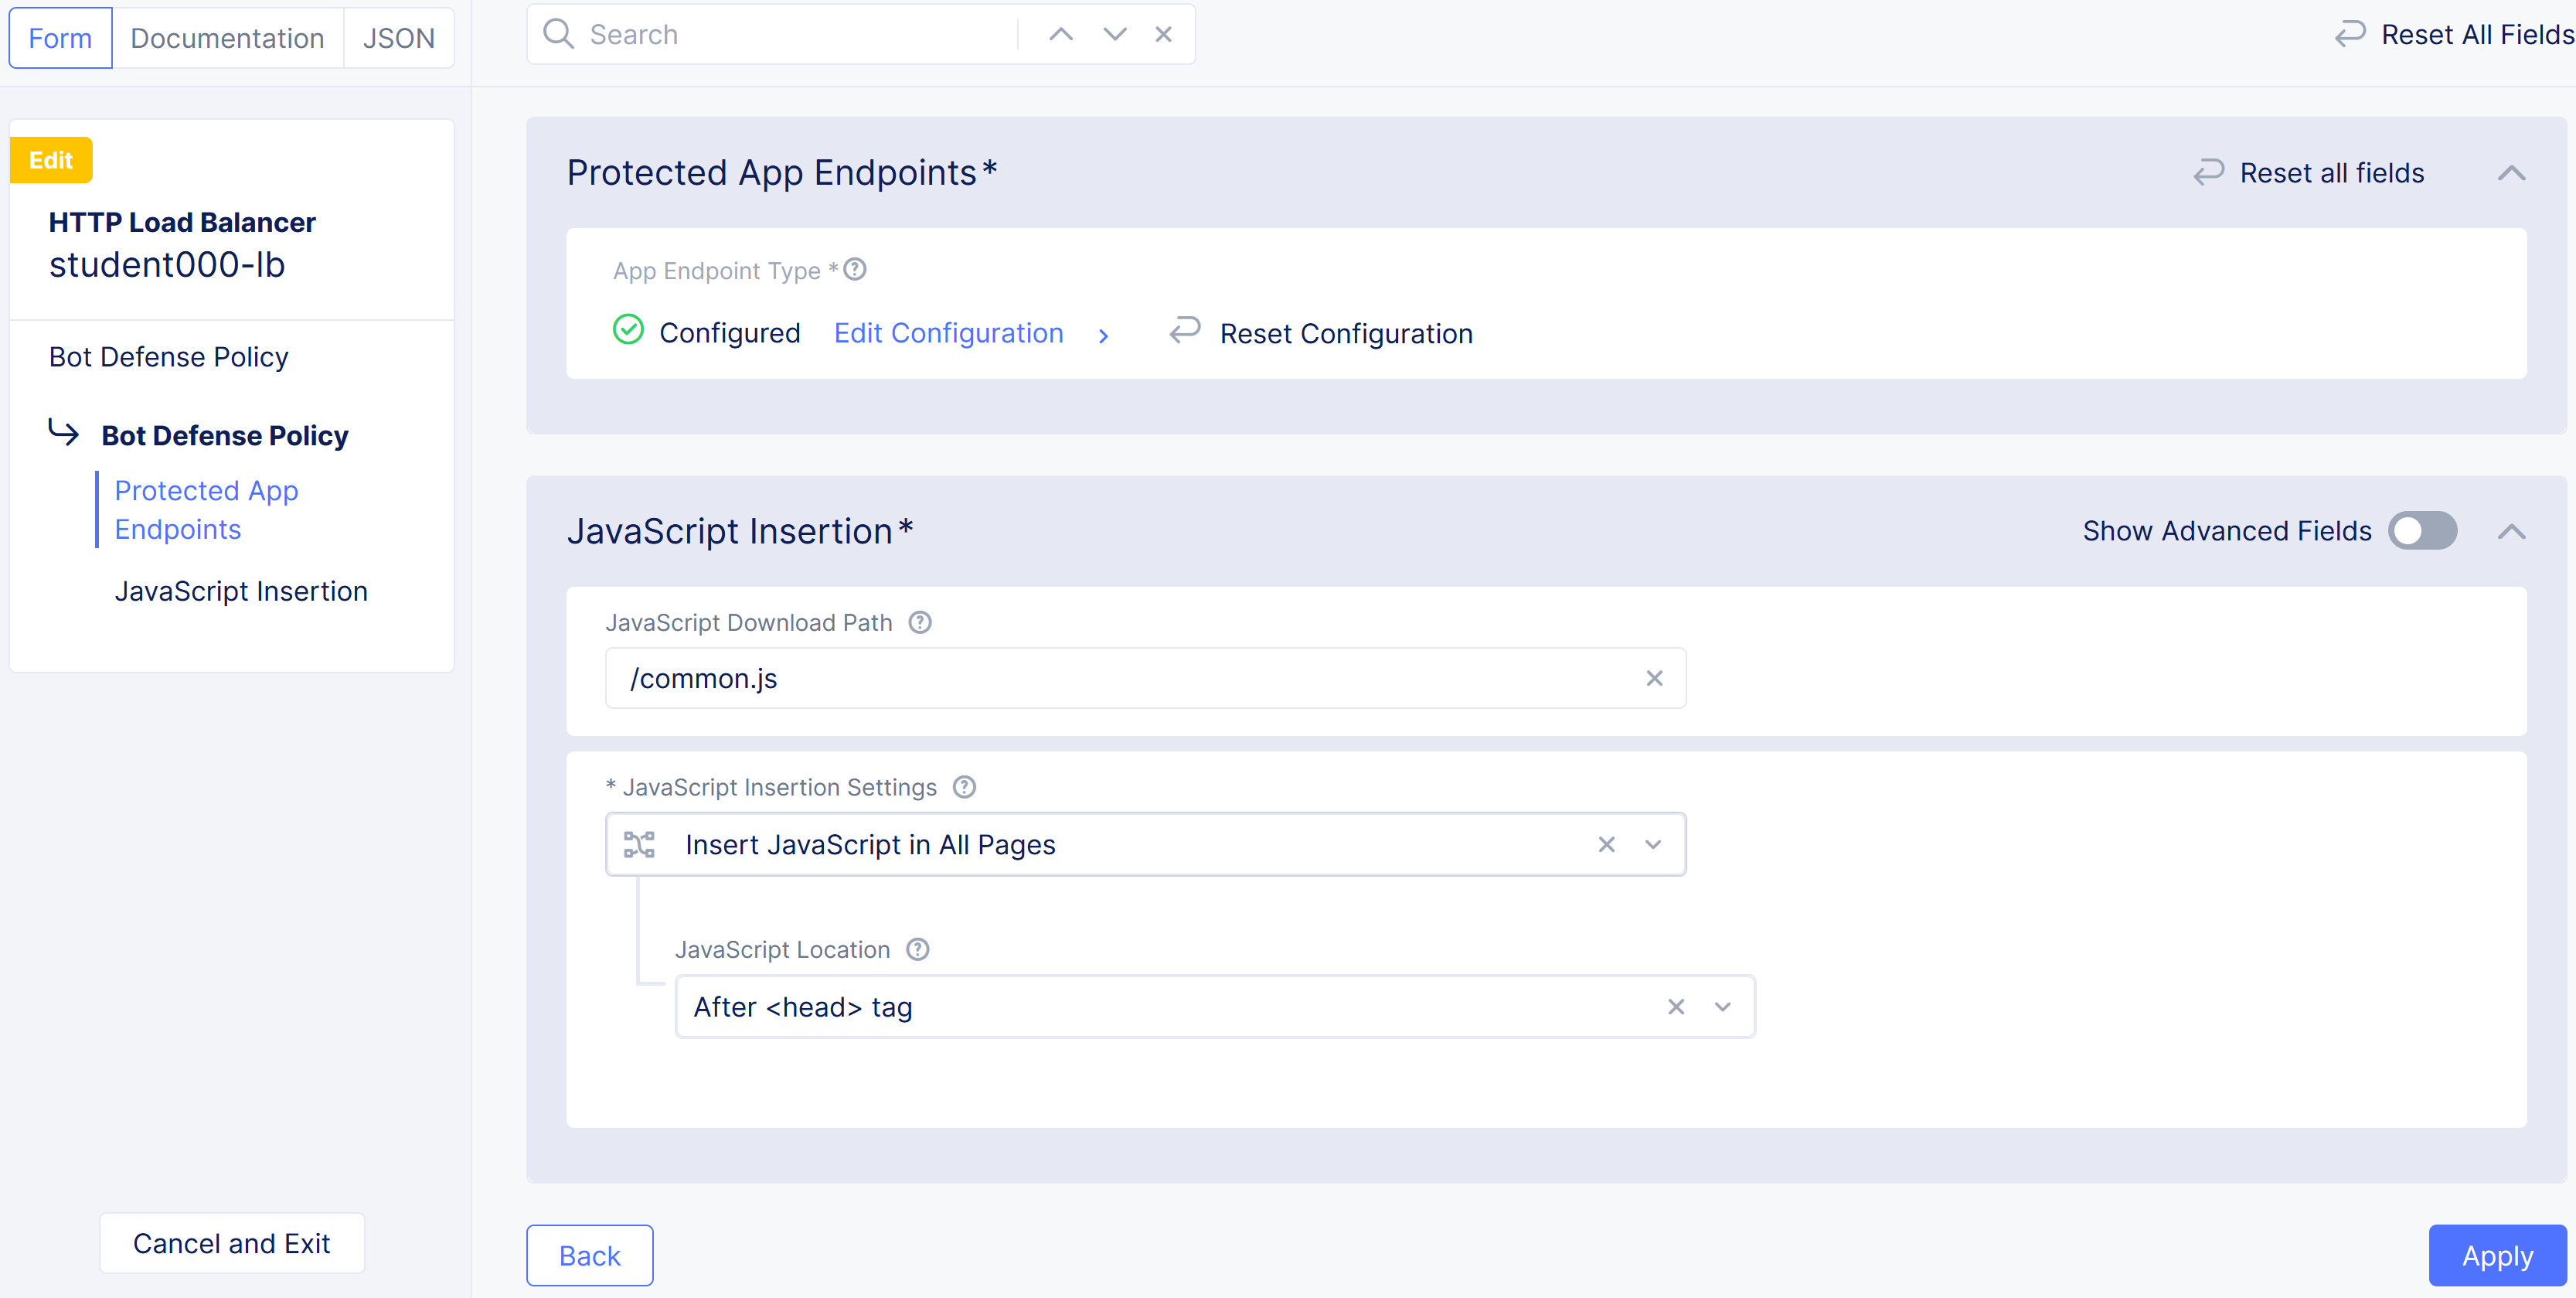 Form Documentation JSON
Search
Reset All Fields
Edit
HTTP Load Balancer
student000-lb
Bot Defense Policy
Bot Defense Policy
Protected App
Endpoints
JavaScript Insertion
Cancel and Exit
Protected App Endpoints*
Reset all fields
App Endpoint Type *
Configured Edit Configuration Reset Configuration
JavaScript Insertion*
Show Advanced Fields
JavaScript Download Path
/common.js
* JavaScript Insertion Settings
Insert JavaScript in All Pages
JavaScript Location
After <head> tag
Back
Apply